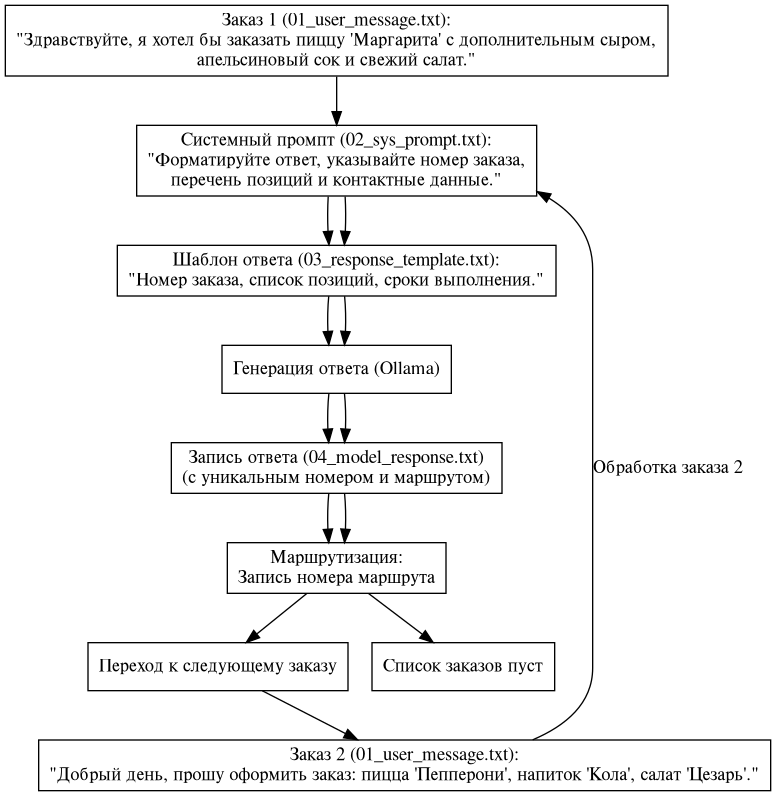 Заказ 1 (01_user_message.txt):
"Здравствуйте, я хотел бы заказать пиццу 'Маргарита' с дополнительным сыром,
апельсиновый сок и свежий салат."
Системный промпт (02_sys_prompt.txt):
"Форматируйте ответ, указывайте номер заказа,
перечень позиций и контактные данные."
Шаблон ответа (03_response_template.txt):
"Номер заказа, список позиций, сроки выполнения."
Генерация ответа (Ollama)
Обработка заказа 2
Запись ответа (04_model_response.txt)
(с уникальным номером и маршрутом)
Маршрутизация:
Запись номера маршрута
Переход к следующему заказу
Список заказов пуст
Заказ 2 (01_user_message.txt):
"Добрый день, прошу оформить заказ: пицца 'Пепперони', напиток 'Кола', салат 'Цезарь'."